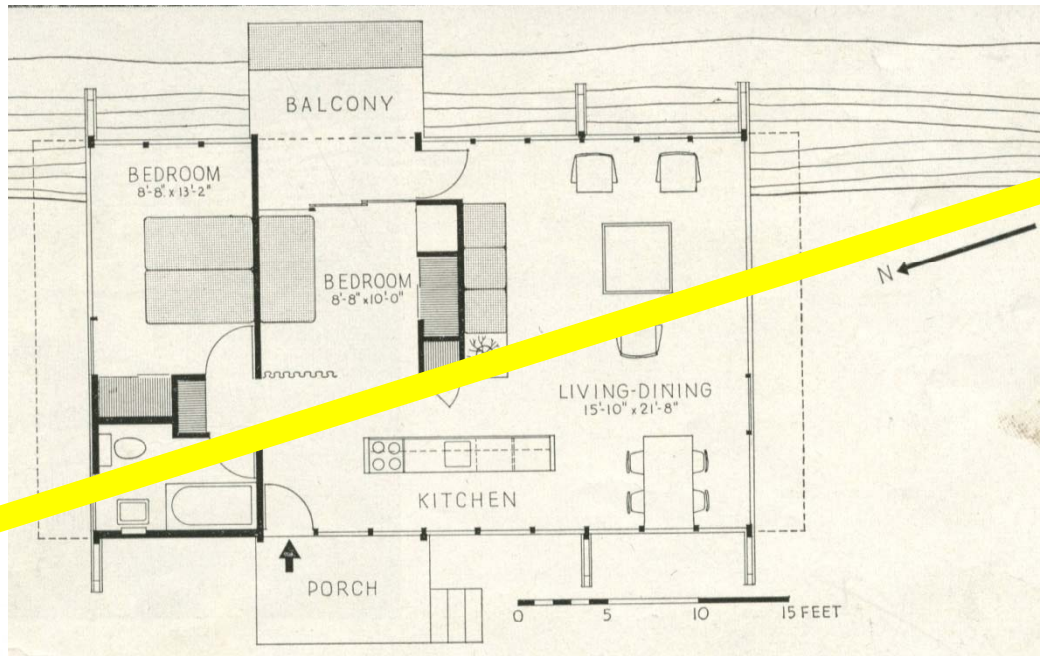 BALCONY
BEDROOM
8'-8" x 13'-2"
BEDROOM
8'-8" x 10'-0"
N
LIVING-DINING
15'-10" x 21'-8"
KITCHEN
PORCH
0 5 10 15 FEET